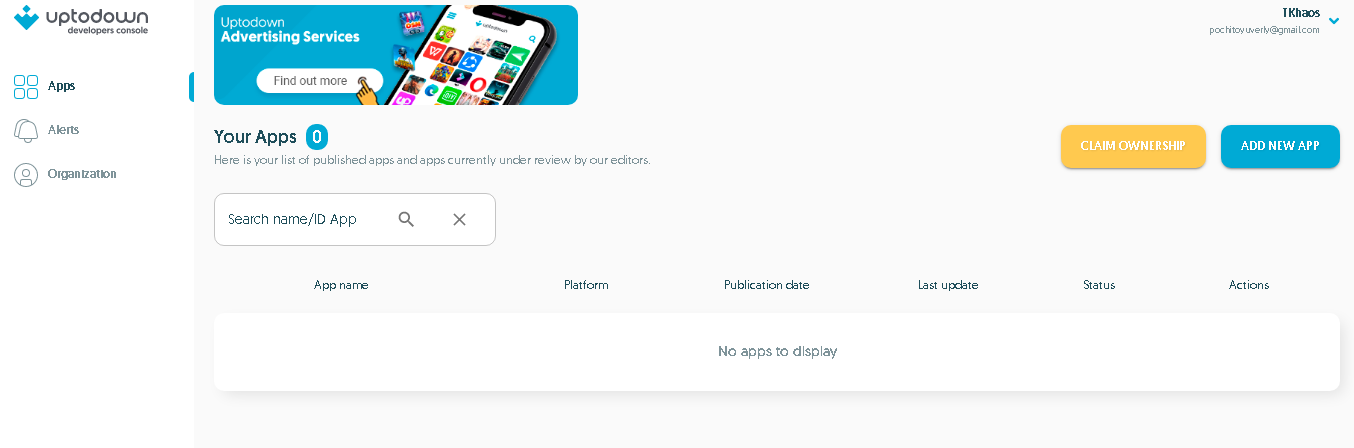 uptodown
developers console
Apps
Alerts
Organization
Uptodown
Advertising Services
Find out more
uptodown
TKhaos
pochitoyuverly@gmail.com
Your Apps 0
Here is your list of published apps and apps currently under review by our editors.
CLAIM OWNERSHIP
ADD NEW APP
Search name/ID App
App name Platform Publication date Last update Status Actions
No apps to display